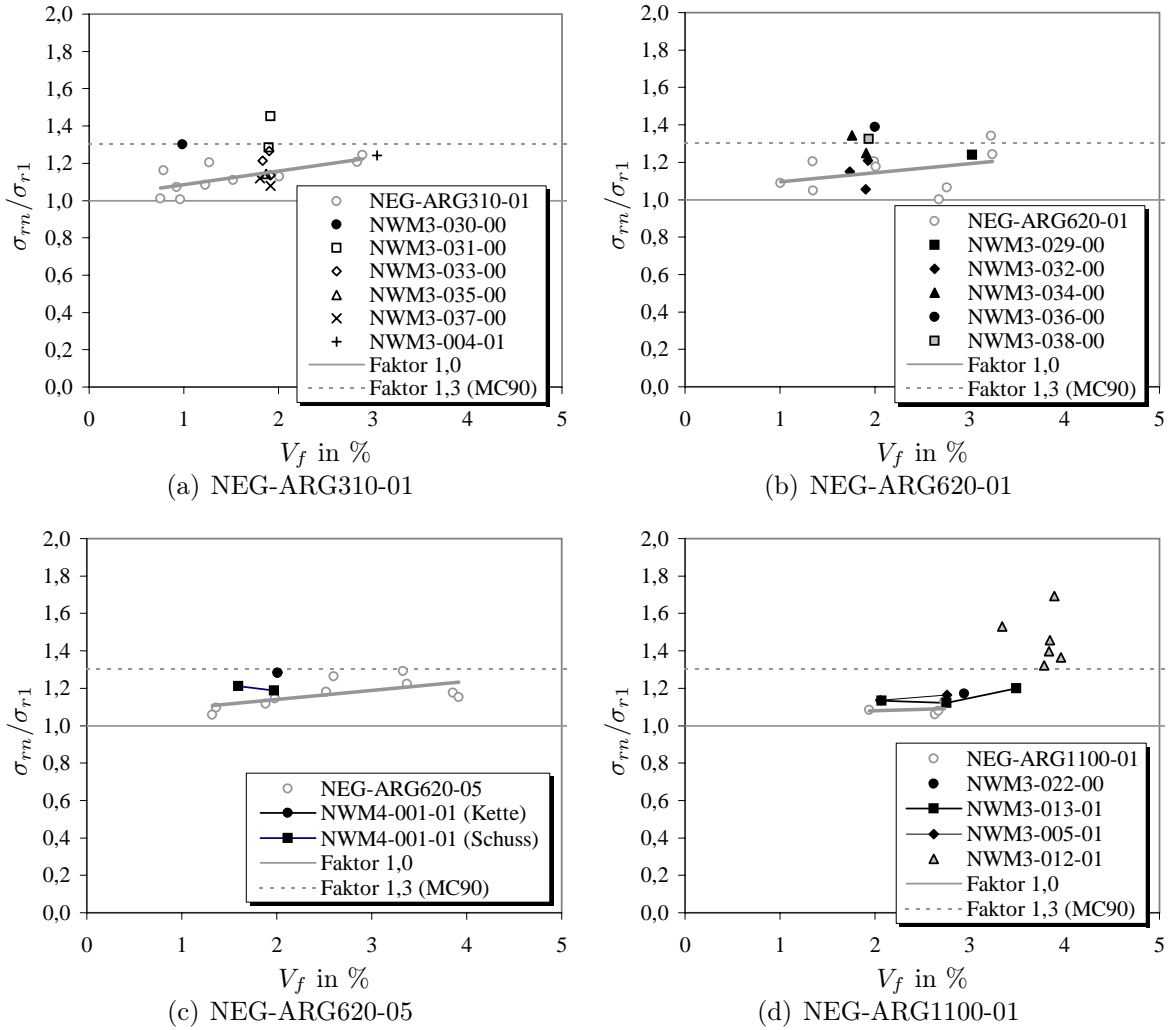 2,0
1,8
1,6
1,4
1,2
1,0
0,8
0,6
0,4
0,2
0,0
σrn/σr1
NEG-ARG310-01
NWM3-030-00
NWM3-031-00
NWM3-033-00
NWM3-035-00
NWM3-037-00
NWM3-004-01
Faktor 1,0
Faktor 1,3 (MC90)
0 1 2 3 4 5
Vf in %
(a) NEG-ARG310-01
2,0
1,8
1,6
1,4
1,2
1,0
0,8
0,6
0,4
0,2
0,0
σrn/σr1
NEG-ARG620-01
NWM3-029-00
NWM3-032-00
NWM3-034-00
NWM3-036-00
NWM3-038-00
Faktor 1,0
Faktor 1,3 (MC90)
0 1 2 3 4 5
Vf in %
(b) NEG-ARG620-01
2,0
1,8
1,6
1,4
1,2
1,0
0,8
0,6
0,4
0,2
0,0
σrn/σr1
NEG-ARG620-05
NWM4-001-01 (Kette)
NWM4-001-01 (Schuss)
Faktor 1,0
Faktor 1,3 (MC90)
0 1 2 3 4 5
Vf in %
(c) NEG-ARG620-05
2,0
1,8
1,6
1,4
1,2
1,0
0,8
0,6
0,4
0,2
0,0
σrn/σr1
NEG-ARG1100-01
NWM3-022-00
NWM3-013-01
NWM3-005-01
NWM3-012-01
Faktor 1,0
Faktor 1,3 (MC90)
0 1 2 3 4 5
Vf in %
(d) NEG-ARG1100-01